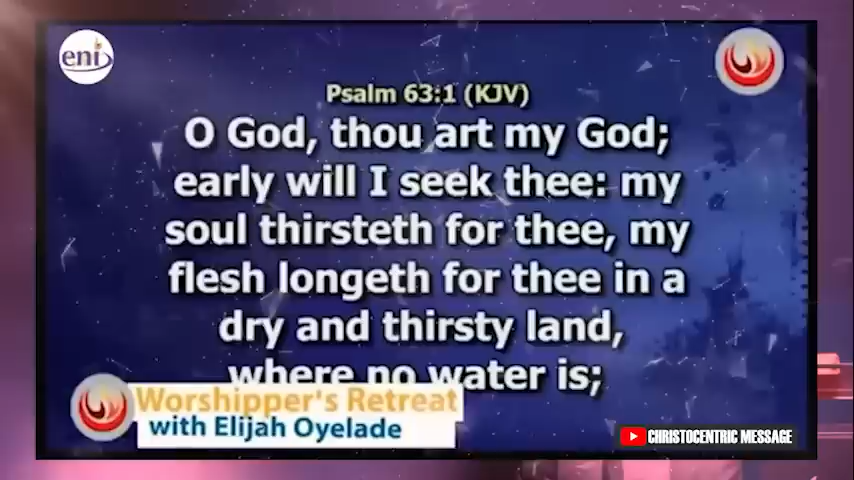 eni
Psalm 63:1 (KJV)
O God, thou art my God;
early will I seek thee: my
soul thirsteth for thee, my
flesh longeth for thee in a
dry and thirsty land,
where no water is;
Worshipper's Retreat
with Elijah Oyelade
CHRISTOCENTRIC MESSAGE